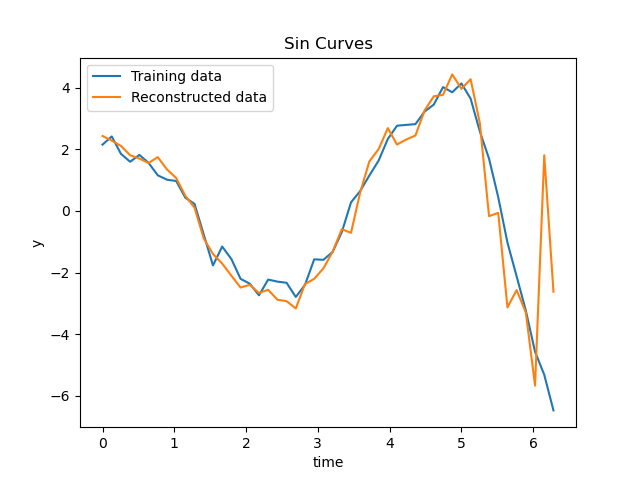 Sin Curves
Training data
Reconstructed data
y
4
2
0
−2
−4
−6
0 1 2 3 4 5 6
time